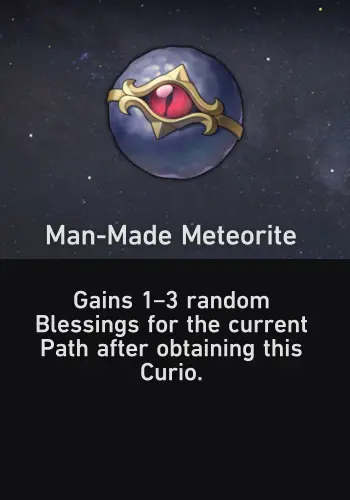 Man-Made Meteorite
Gains 1–3 random
Blessings for the current
Path after obtaining this
Curio.